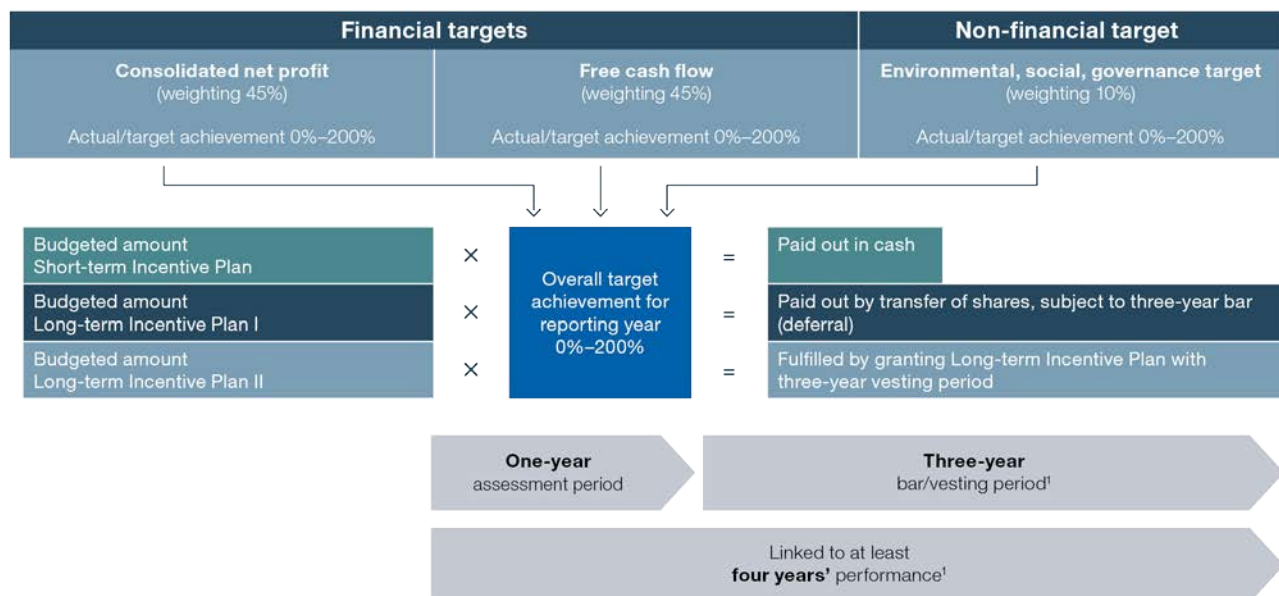 Financial targets
Non-financial target
Consolidated net profit
(weighting 45%)
Actual/target achievement 0%–200%
Free cash flow
(weighting 45%)
Actual/target achievement 0%–200%
Environmental, social, governance target
(weighting 10%)
Actual/target achievement 0%–200%
Budgeted amount
Short-term Incentive Plan
×
=
Paid out in cash
Budgeted amount
Long-term Incentive Plan I
×
Overall target
achievement for
reporting year
0%–200%
=
Paid out by transfer of shares, subject to three-year bar
(deferral)
Budgeted amount
Long-term Incentive Plan II
×
=
Fulfilled by granting Long-term Incentive Plan with
three-year vesting period
One-year
assessment period
Three-year
bar/vesting period¹
Linked to at least
four years’ performance¹